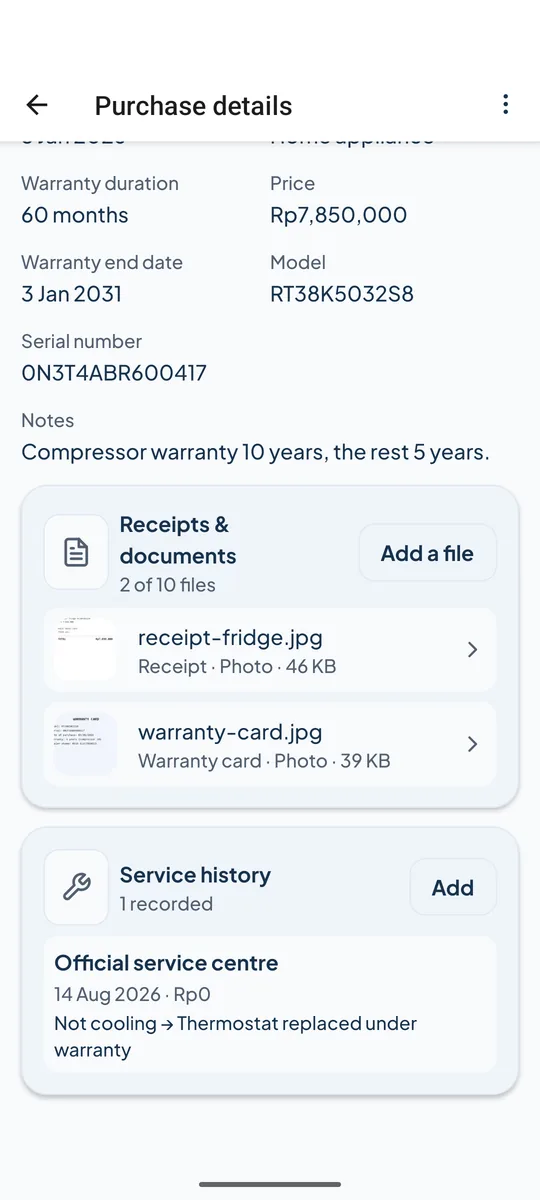 Purchase details
Warranty duration
Price
60 months
Rp7,850,000
Warranty end date
Model
3 Jan 2031
RT38K5032S8
Serial number
0N3T4ABR600417
Notes
Compressor warranty 10 years, the rest 5 years.
Receipts &
documents
2 of 10 files
Add a file
receipt-fridge.jpg
Receipt · Photo · 46 KB
WARRANTY CARD
warranty-card.jpg
Warranty card · Photo · 39 KB
Service history
1 recorded
Add
Official service centre
14 Aug 2026 · Rp0
Not cooling → Thermostat replaced under
warranty